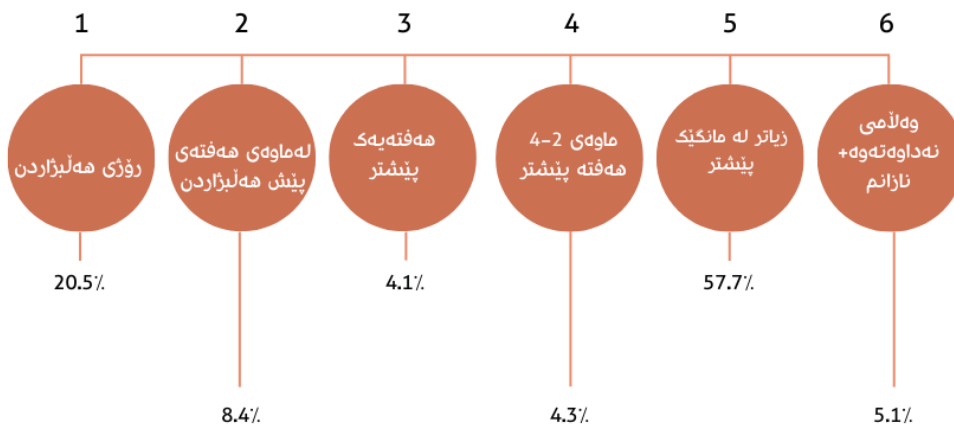 1
2
3
4
5
6
رۆژی هەڵبژاردن
لەماوەی هەفتەی
پێش هەڵبژاردن
هەفتەیەک
پێشتر
ماوەی 2-4
هەفتە پێشتر
زیاتر لە مانگێک
پێشتر
وەڵامی
نەداوەتەوە+
نازانم
20.5٪
8.4٪
4.1٪
4.3٪
57.7٪
5.1٪